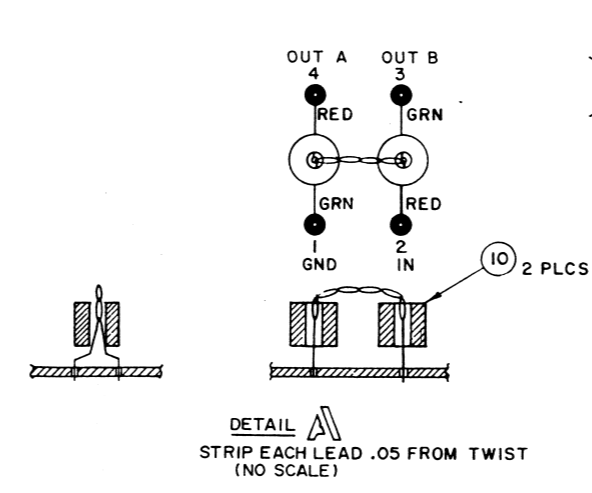 OUT A OUT B
4 3
RED GRN
GRN RED
1 2
GND IN
10 2 PLCS
DETAIL A
STRIP EACH LEAD .05 FROM TWIST
(NO SCALE)